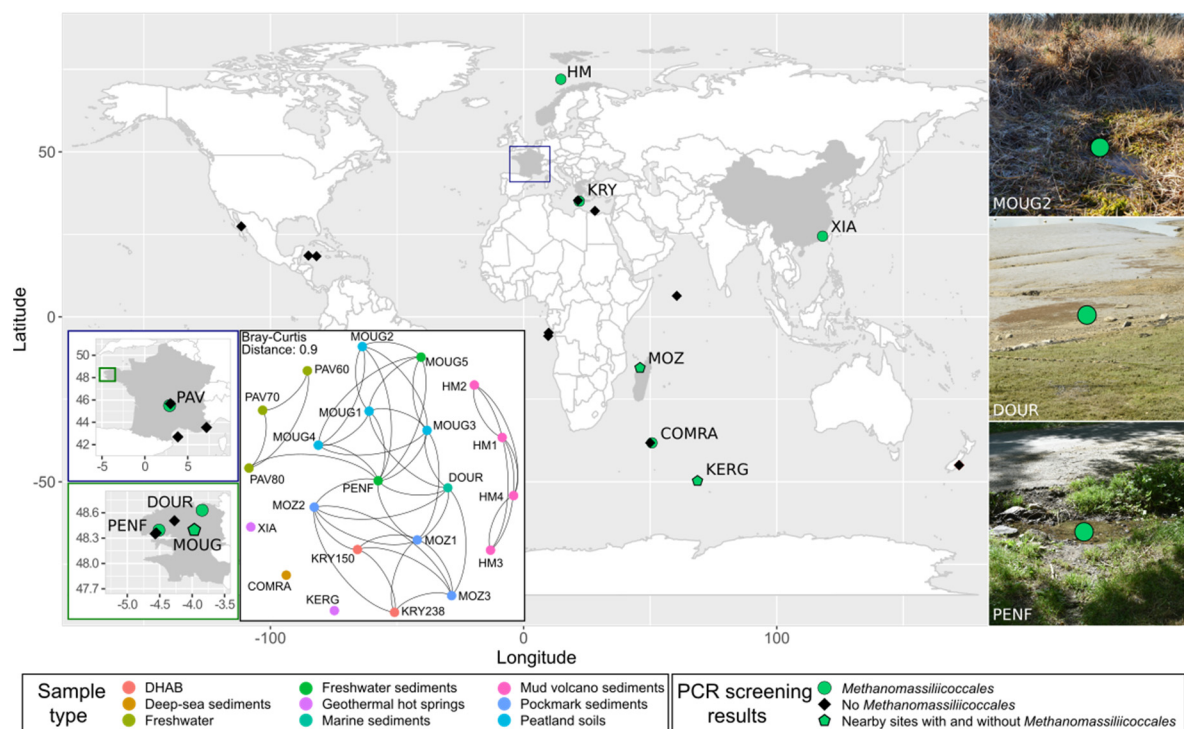 HM
50
KRY
XIA
MOUG2
Latitude
0
MOZ
COMRA
KERG
-50
DOUR
PENF
50
48
46
44
42
PAV
-5
0
5
10
48.6
48.3
48.0
47.7
DOUR
PENF
MOUG
-5.0
-4.5
-4.0
-3.5
Bray-Curtis
Distance: 0.9
MOUG2
PAV60
MOUG5
PAV70
HM2
MOUG1
MOUG3
HM1
MOUG4
DOUR
PAV80
PENF
HM4
MOZ2
XIA
MOZ1
KRY150
HM3
COMRA
KERG
MOZ3
KRY238
-100
0
100
Longitude
Sample
type
DHAB
Deep-sea sediments
Freshwater
Freshwater sediments
Geothermal hot springs
Marine sediments
Mud volcano sediments
Pockmark sediments
Peatland soils
PCR screening
results
Methanomassiliicoccales
No Methanomassiliicoccales
Nearby sites with and without Methanomassiliicoccales